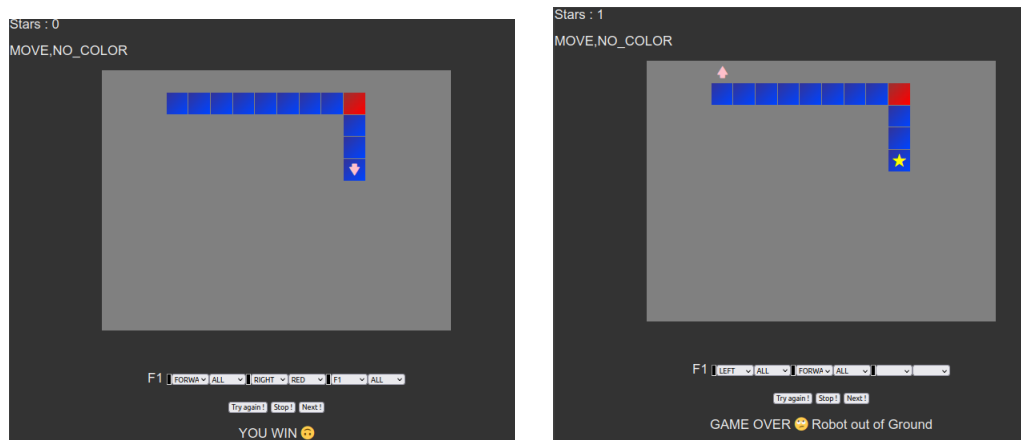 Stars : 0
MOVE,NO_COLOR
F1 FORWA ALL RIGHT RED F1 ALL
Try again ! Stop ! Next !
YOU WIN 🙃
Stars : 1
MOVE,NO_COLOR
F1 LEFT ALL FORWA ALL
Try again ! Stop ! Next !
GAME OVER 🙄 Robot out of Ground